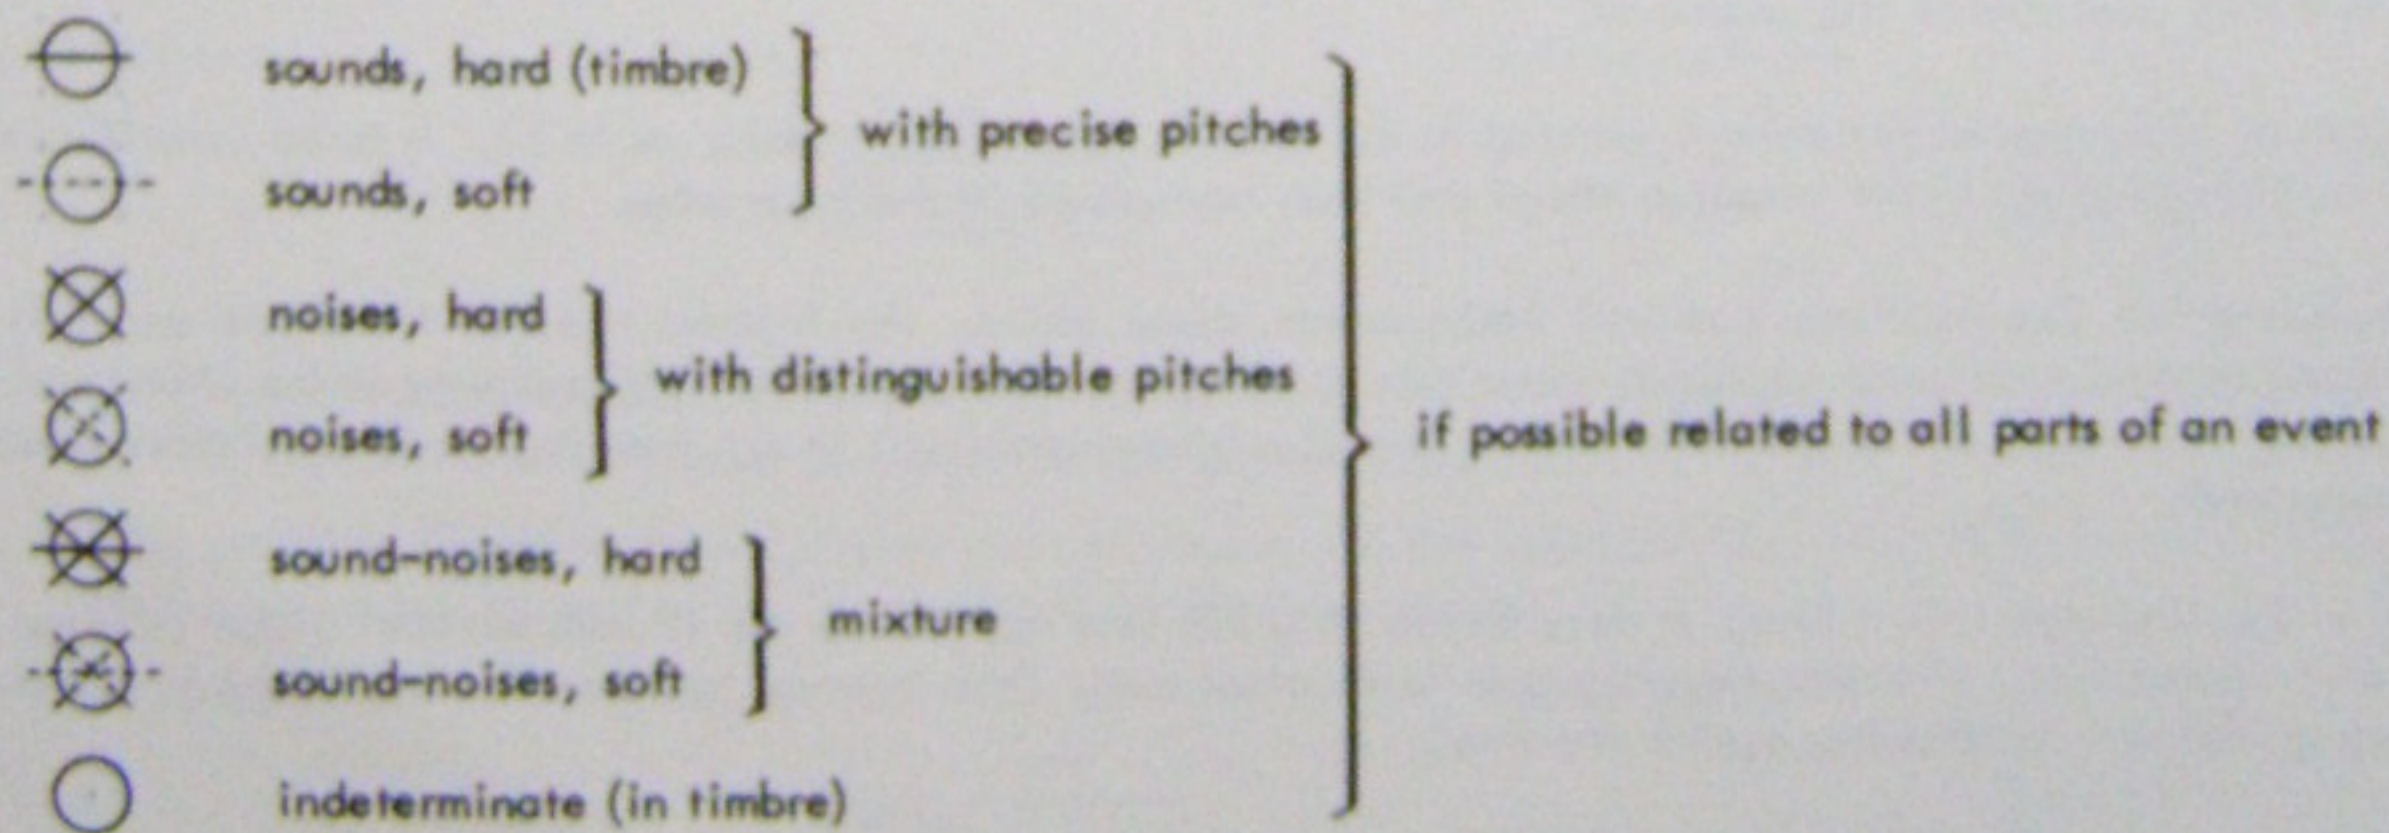 sounds, hard (timbre)
with precise pitches
sounds, soft
noises, hard
with distinguishable pitches
noises, soft
if possible related to all parts of an event
sound-noises, hard
mixture
sound-noises, soft
indeterminate (in timbre)